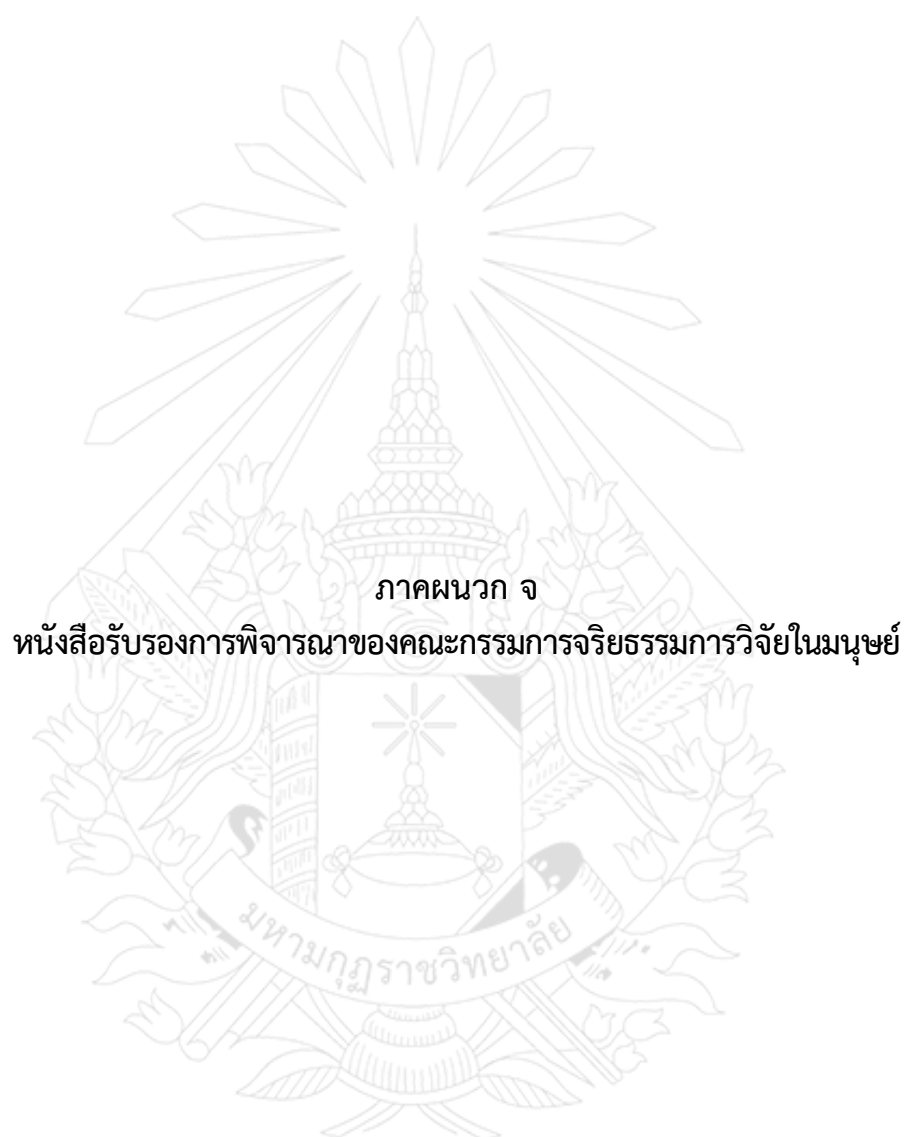 ภาคผนวก จ
หนังสือรับรองการพิจารณาของคณะกรรมการจริยธรรมการวิจัยในมนุษย์
มหามกุฏราชวิทยาลัย